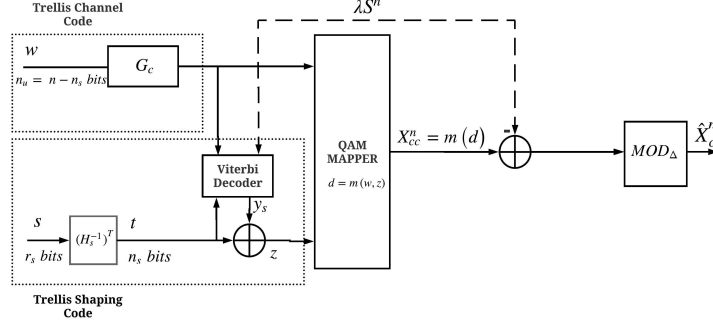 Trellis Channel
Code
λSⁿ
w
G_c
n_u = n − n_s bits
QAM
MAPPER
d = m (w, z)
X_cc^n = m (d)
-
MOD_Δ
Viterbi
Decoder
y_s
s
(H_s^{-1})^T
t
r_s bits
n_s bits
z
Trellis Shaping
Code